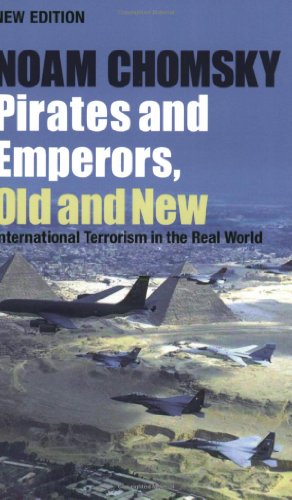 NEW EDITION
NOAM CHOMSKY
Pirates and
Emperors,
Old and New
International Terrorism in the Real World